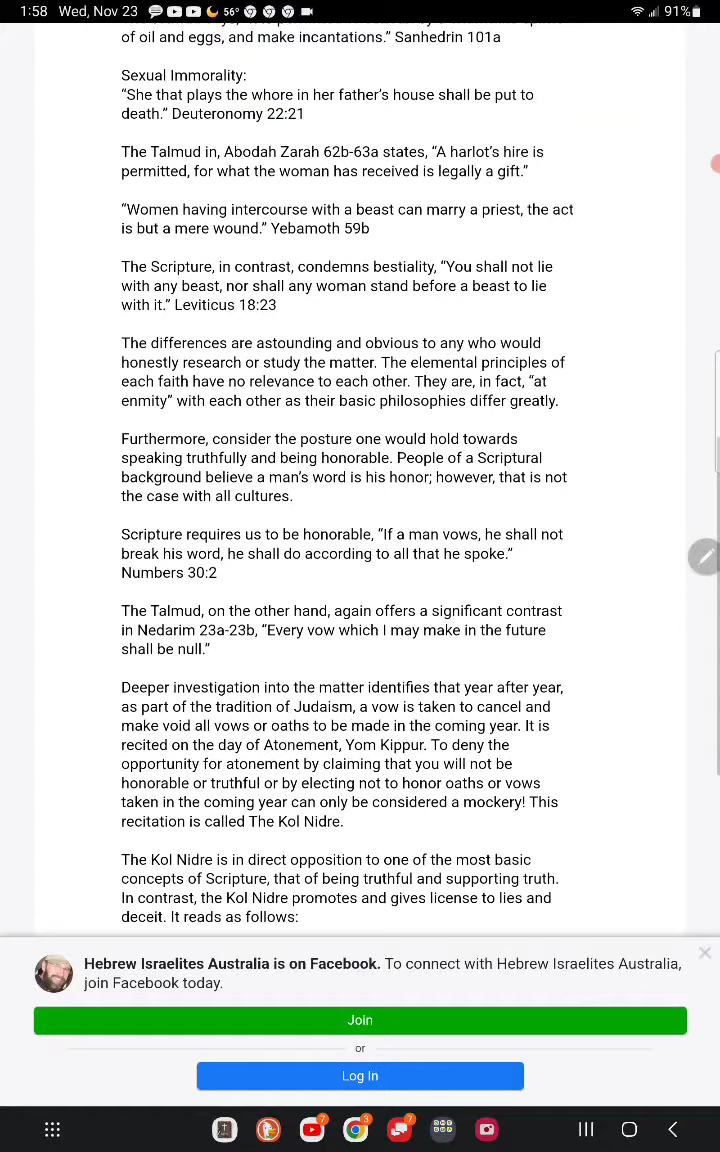 1:58 Wed, Nov 23 56° 91%
of oil and eggs, and make incantations.” Sanhedrin 101a
Sexual Immorality:
“She that plays the whore in her father’s house shall be put to
death.” Deuteronomy 22:21
The Talmud in, Abodah Zarah 62b-63a states, “A harlot’s hire is
permitted, for what the woman has received is legally a gift.”
“Women having intercourse with a beast can marry a priest, the act
is but a mere wound.” Yebamoth 59b
The Scripture, in contrast, condemns bestiality, “You shall not lie
with any beast, nor shall any woman stand before a beast to lie
with it.” Leviticus 18:23
The differences are astounding and obvious to any who would
honestly research or study the matter. The elemental principles of
each faith have no relevance to each other. They are, in fact, “at
enmity” with each other as their basic philosophies differ greatly.
Furthermore, consider the posture one would hold towards
speaking truthfully and being honorable. People of a Scriptural
background believe a man’s word is his honor; however, that is not
the case with all cultures.
Scripture requires us to be honorable, “If a man vows, he shall not
break his word, he shall do according to all that he spoke.”
Numbers 30:2
The Talmud, on the other hand, again offers a significant contrast
in Nedarim 23a-23b, “Every vow which I may make in the future
shall be null.”
Deeper investigation into the matter identifies that year after year,
as part of the tradition of Judaism, a vow is taken to cancel and
make void all vows or oaths to be made in the coming year. It is
recited on the day of Atonement, Yom Kippur. To deny the
opportunity for atonement by claiming that you will not be
honorable or truthful or by electing not to honor oaths or vows
taken in the coming year can only be considered a mockery! This
recitation is called The Kol Nidre.
The Kol Nidre is in direct opposition to one of the most basic
concepts of Scripture, that of being truthful and supporting truth.
In contrast, the Kol Nidre promotes and gives license to lies and
deceit. It reads as follows:
Hebrew Israelites Australia is on Facebook. To connect with Hebrew Israelites Australia,
join Facebook today.
Join
or
Log In
7 3 7